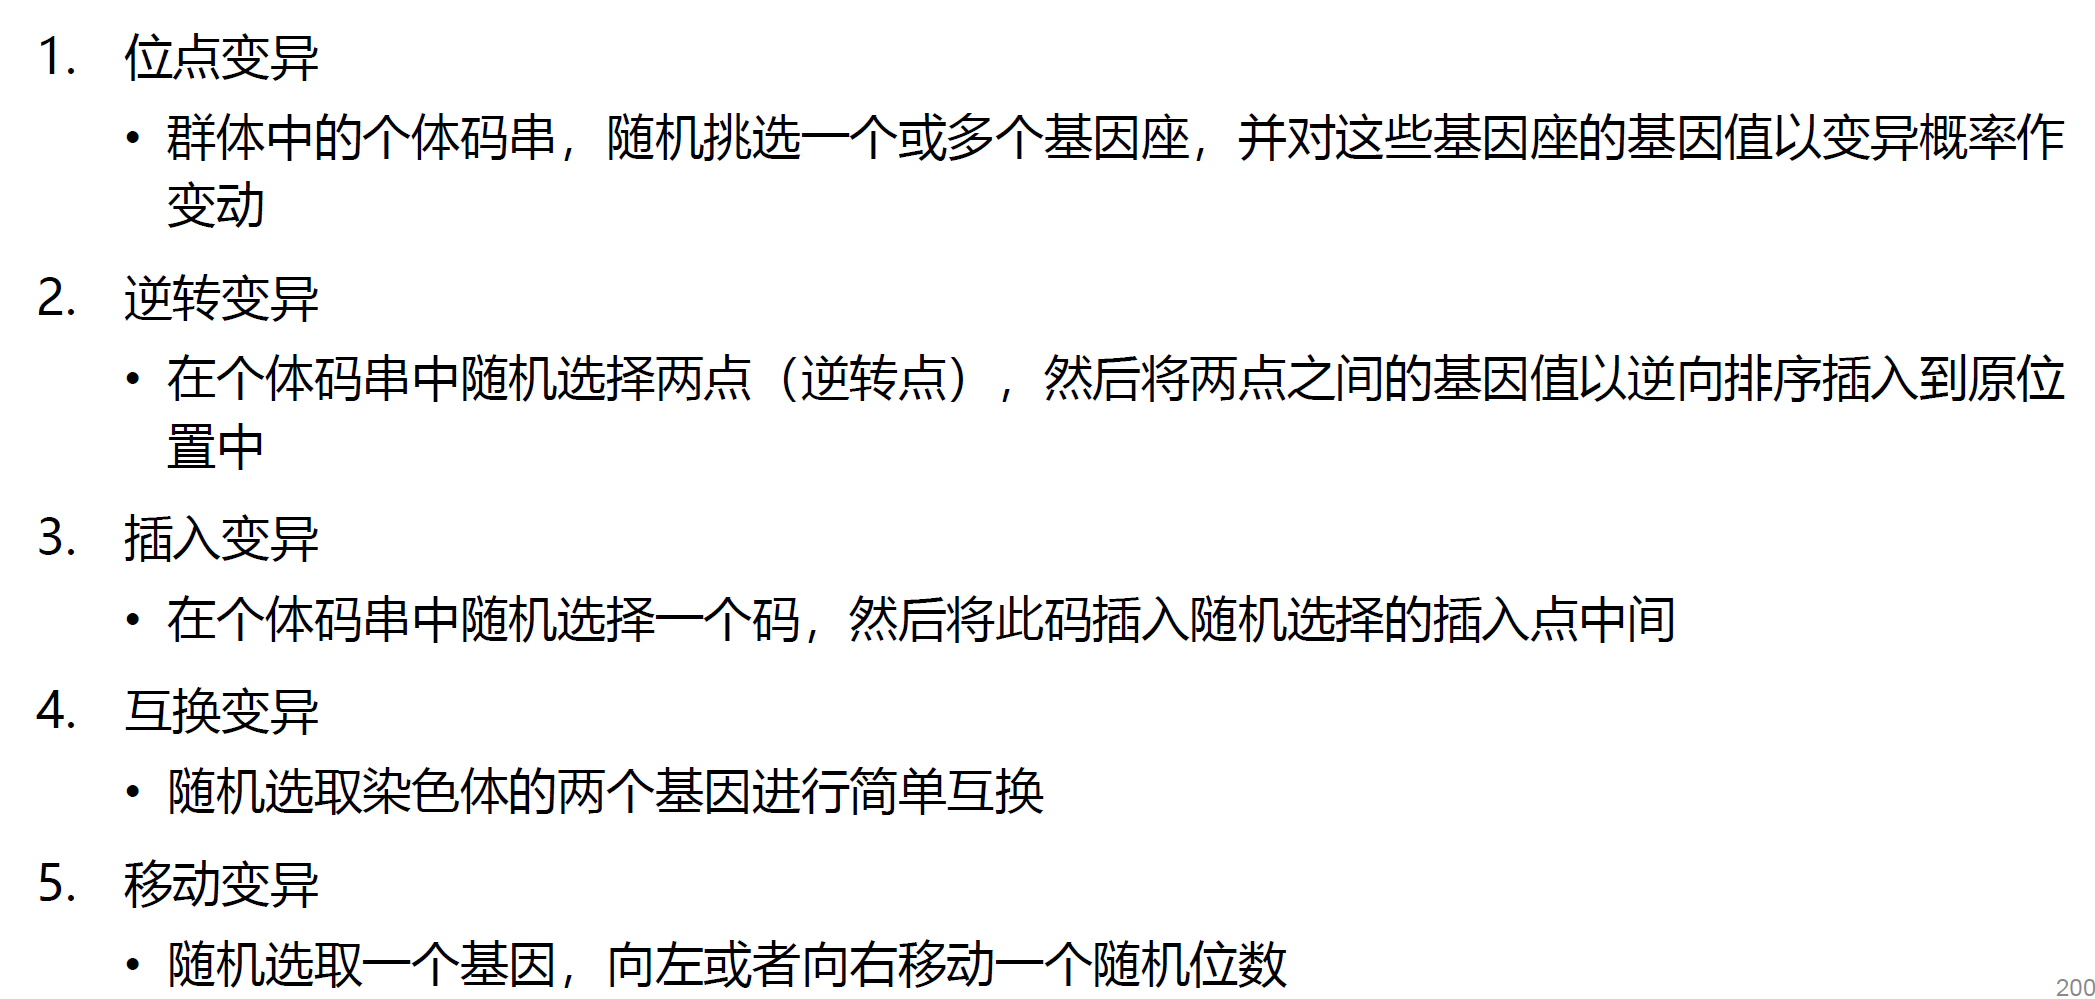 1. 位点变异
• 群体中的个体码串，随机挑选一个或多个基因座，并对这些基因座的基因值以变异概率作
变动
2. 逆转变异
• 在个体码串中随机选择两点（逆转点），然后将两点之间的基因值以逆向排序插入到原位
置中
3. 插入变异
• 在个体码串中随机选择一个码，然后将此码插入随机选择的插入点中间
4. 互换变异
• 随机选取染色体的两个基因进行简单互换
5. 移动变异
• 随机选取一个基因，向左或者向右移动一个随机位数
200